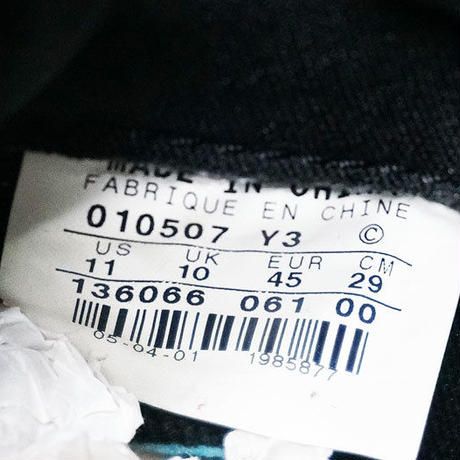 MADE IN CHINA
FABRIQUE EN CHINE
010507 Y3 ©
US UK EUR CM
11 10 45 29
136066 061 00
05-04-01 1985877